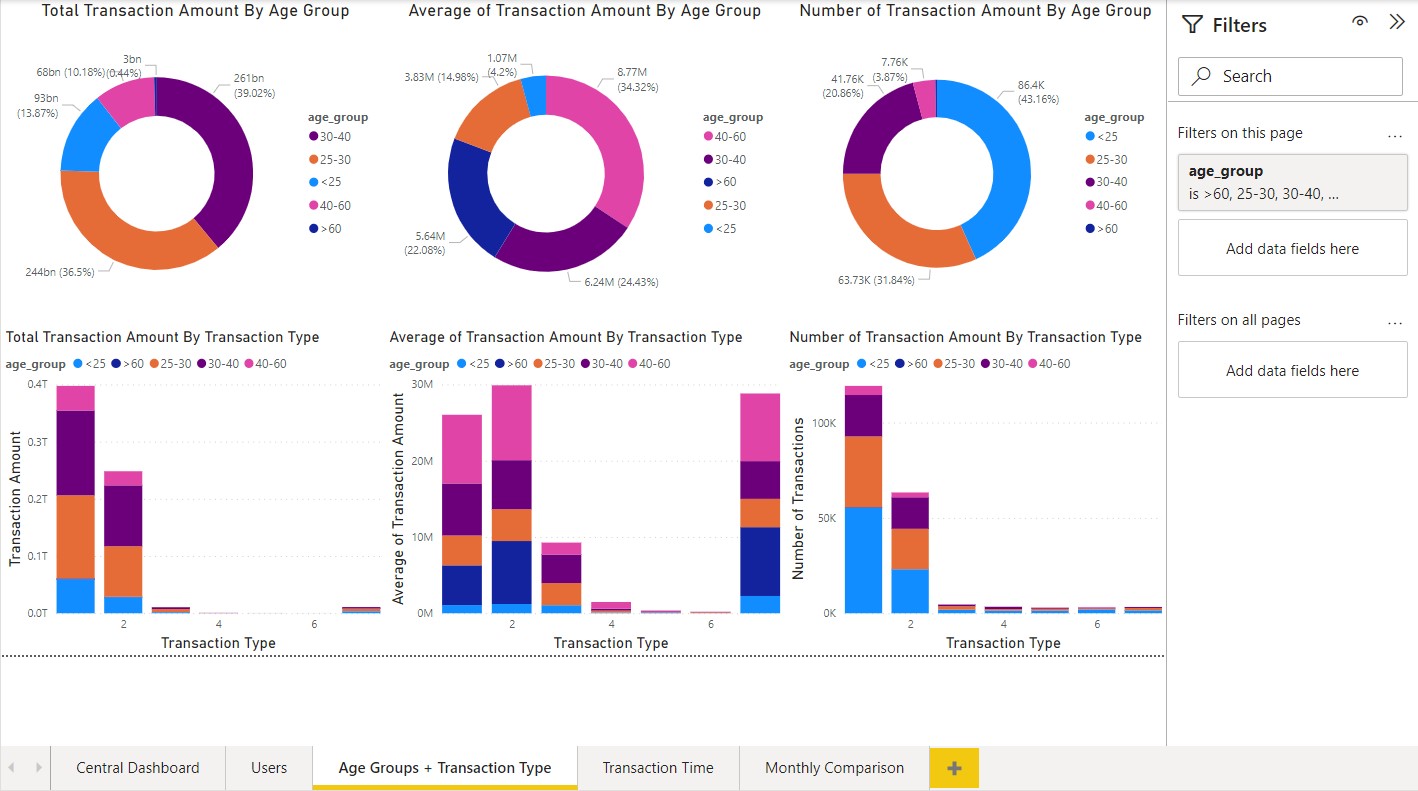 Total Transaction Amount By Age Group
3bn
(0.44%)
68bn (10.18%)
261bn
(39.02%)
93bn
(13.87%)
244bn (36.5%)
age_group
30-40
25-30
<25
40-60
>60
Average of Transaction Amount By Age Group
1.07M
(4.2%)
3.83M (14.98%)
8.77M
(34.32%)
5.64M
(22.08%)
6.24M (24.43%)
age_group
40-60
30-40
>60
25-30
<25
Number of Transaction Amount By Age Group
7.76K
(3.87%)
41.76K
(20.86%)
86.4K
(43.16%)
63.73K (31.84%)
age_group
<25
25-30
30-40
40-60
>60
Total Transaction Amount By Transaction Type
age_group <25 >60 25-30 30-40 40-60
Transaction Amount
0.4T
0.3T
0.2T
0.1T
0.0T
2 4 6
Transaction Type
Average of Transaction Amount By Transaction Type
age_group <25 >60 25-30 30-40 40-60
Average of Transaction Amount
30M
20M
10M
0M
2 4 6
Transaction Type
Number of Transaction Amount By Transaction Type
age_group <25 >60 25-30 30-40 40-60
Number of Transactions
100K
50K
0K
2 4 6
Transaction Type
Filters
Search
Filters on this page ...
age_group
is >60, 25-30, 30-40, ...
Add data fields here
Filters on all pages ...
Add data fields here
Central Dashboard
Users
Age Groups + Transaction Type
Transaction Time
Monthly Comparison
+